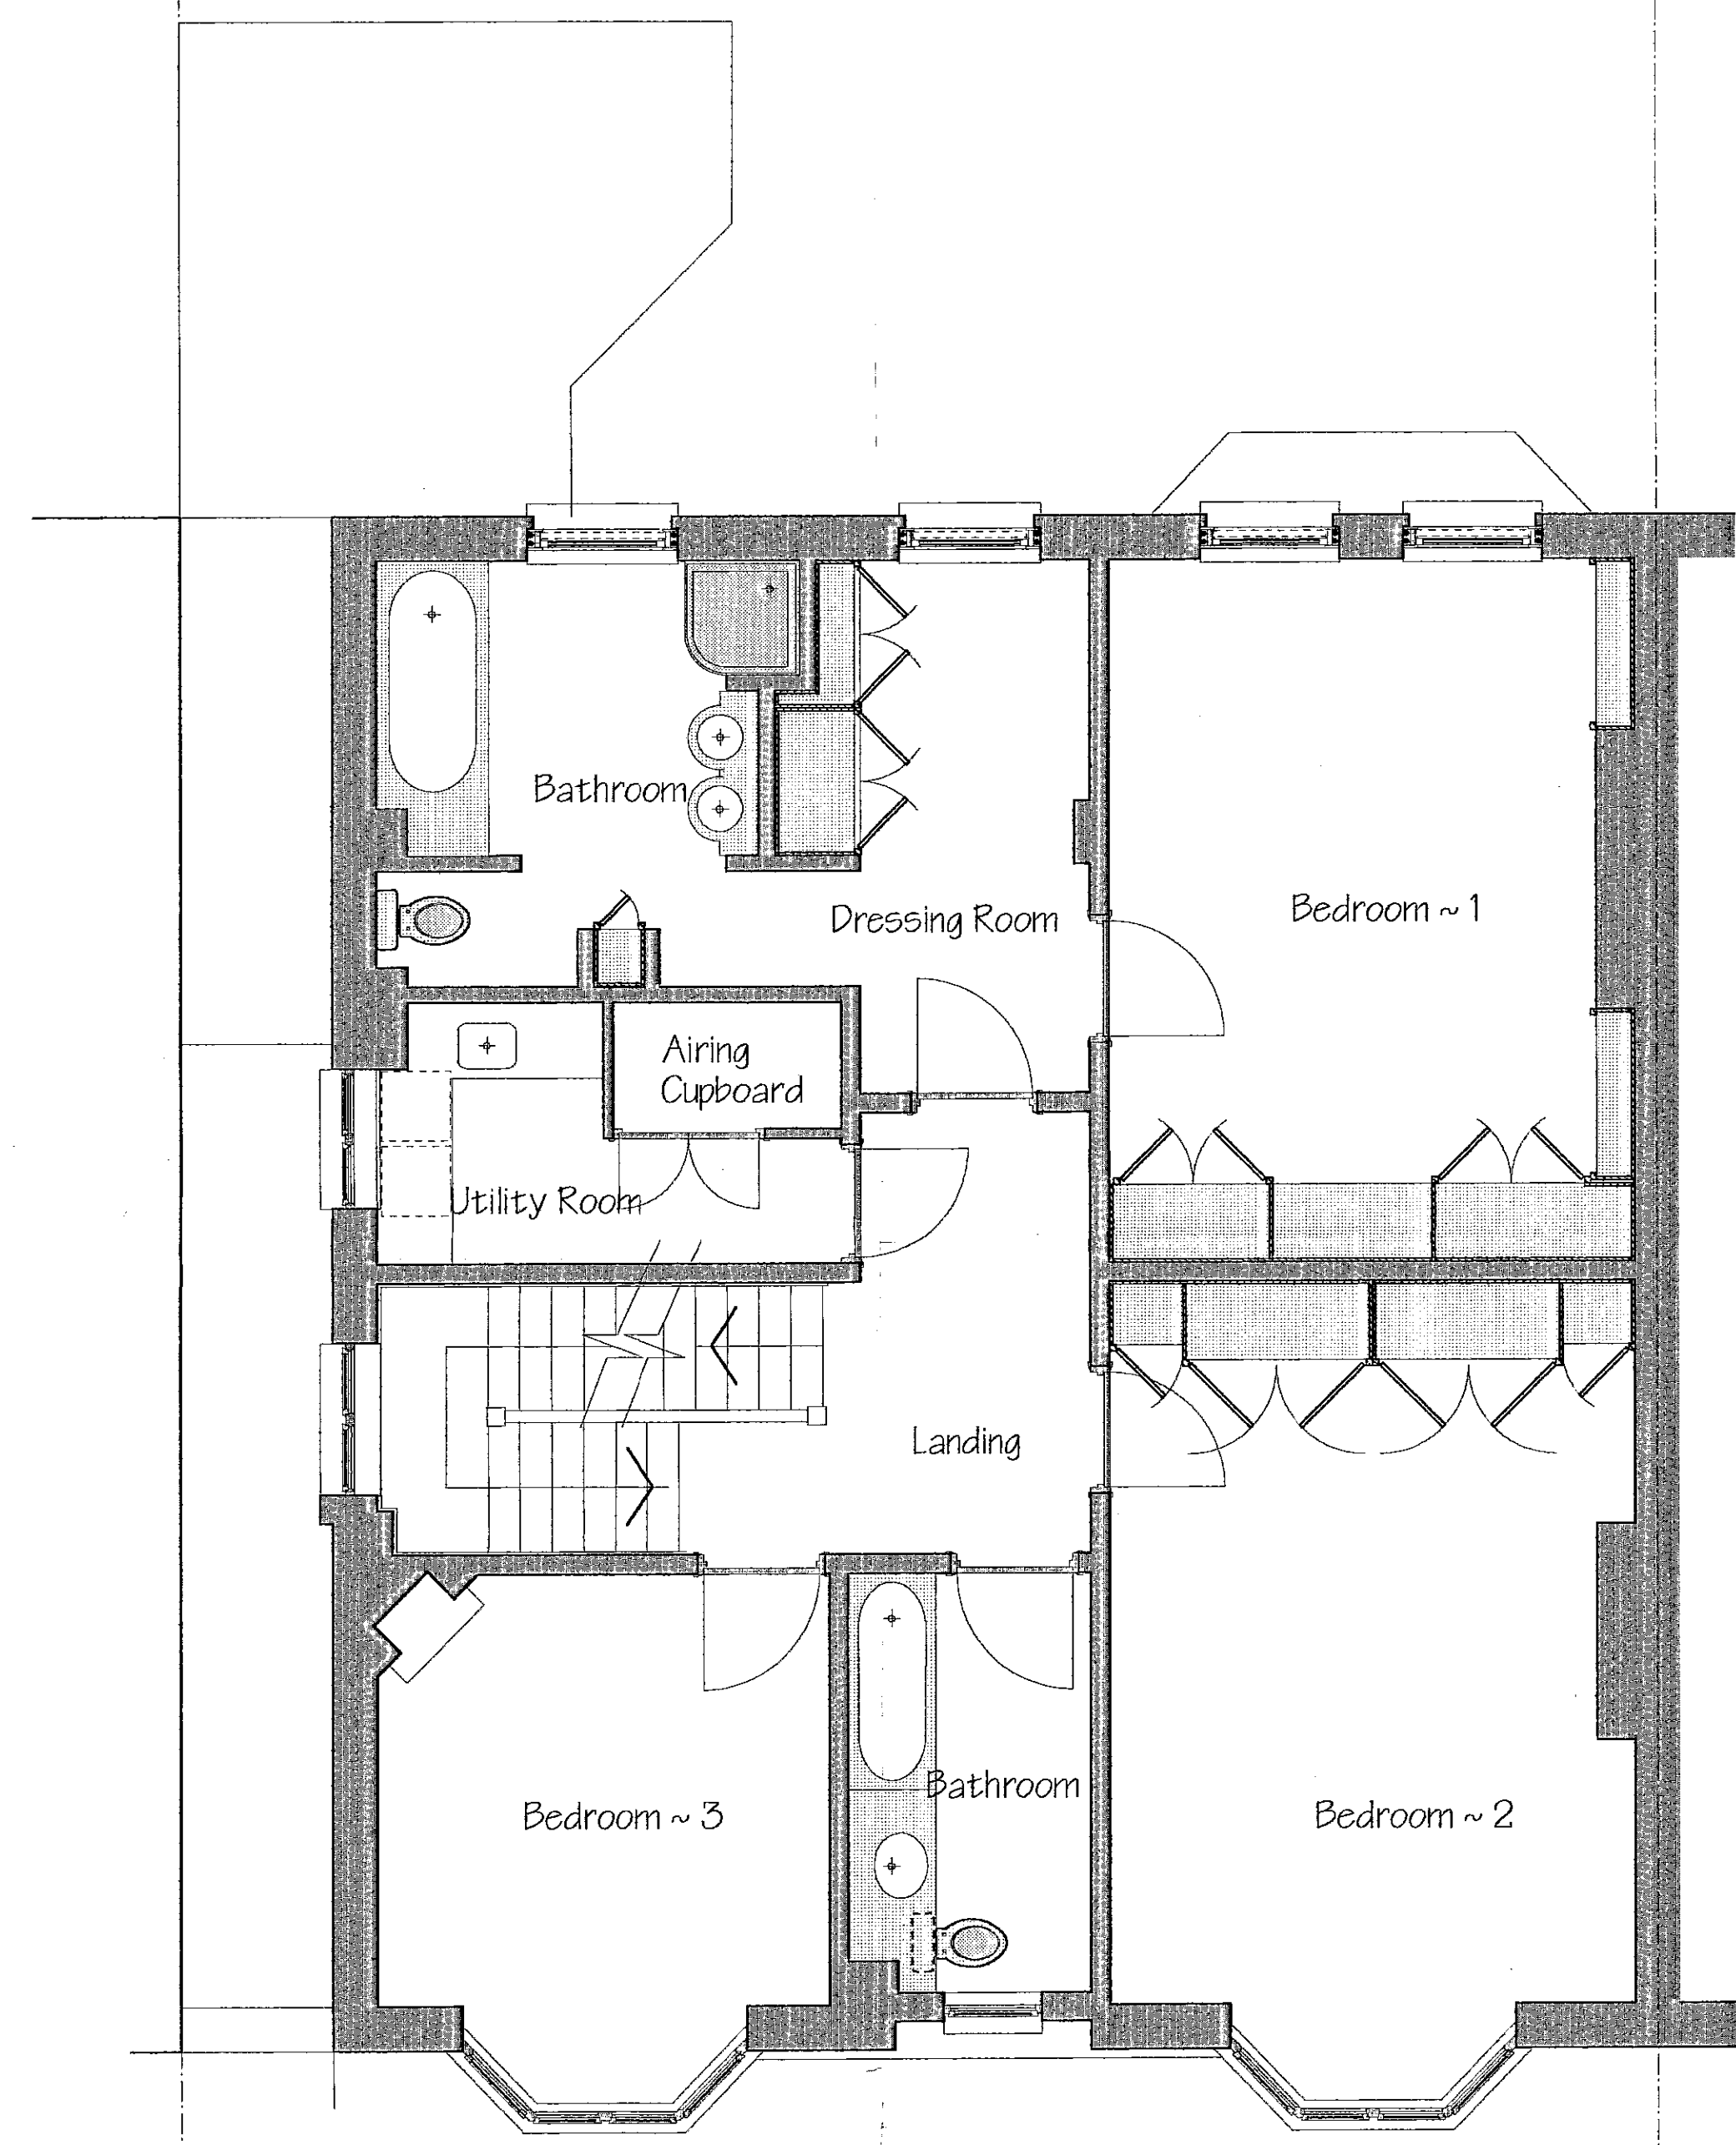 Bathroom
Dressing Room
Bedroom ~ 1
Airing
Cupboard
Utility Room
Landing
Bedroom ~ 3
Bathroom
Bedroom ~ 2